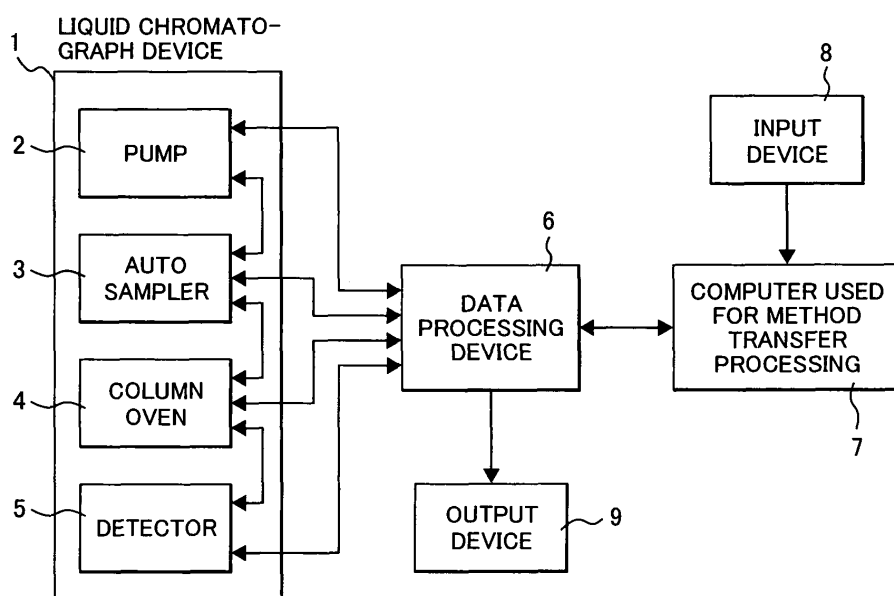 LIQUID CHROMATO-
GRAPH DEVICE
1
2
PUMP
3
AUTO
SAMPLER
4
COLUMN
OVEN
5
DETECTOR
6
DATA
PROCESSING
DEVICE
8
INPUT
DEVICE
COMPUTER USED
FOR METHOD
TRANSFER
PROCESSING
7
OUTPUT
DEVICE
9